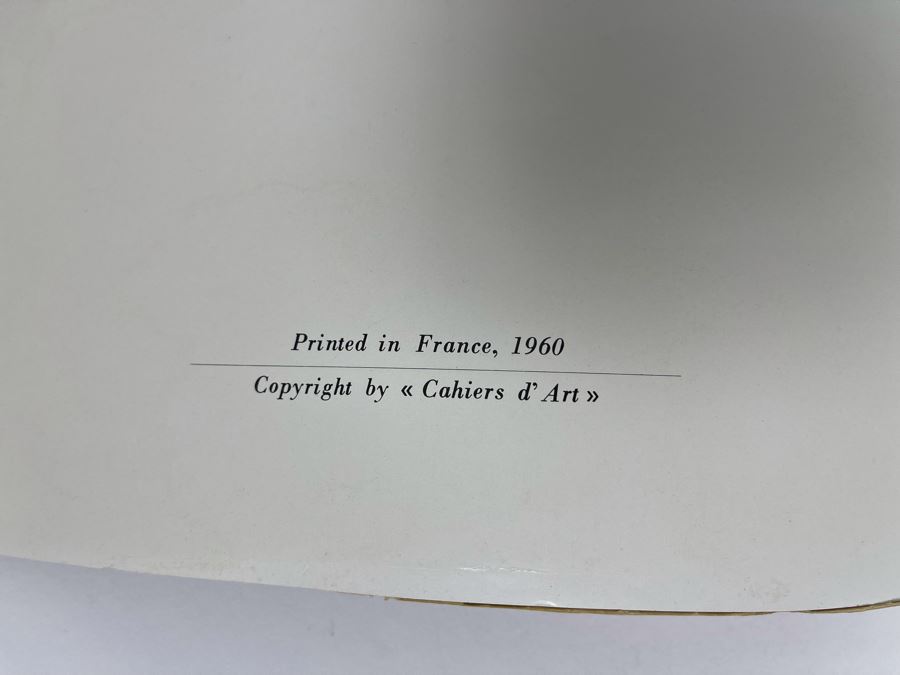 Printed in France, 1960
Copyright by « Cahiers d' Art »